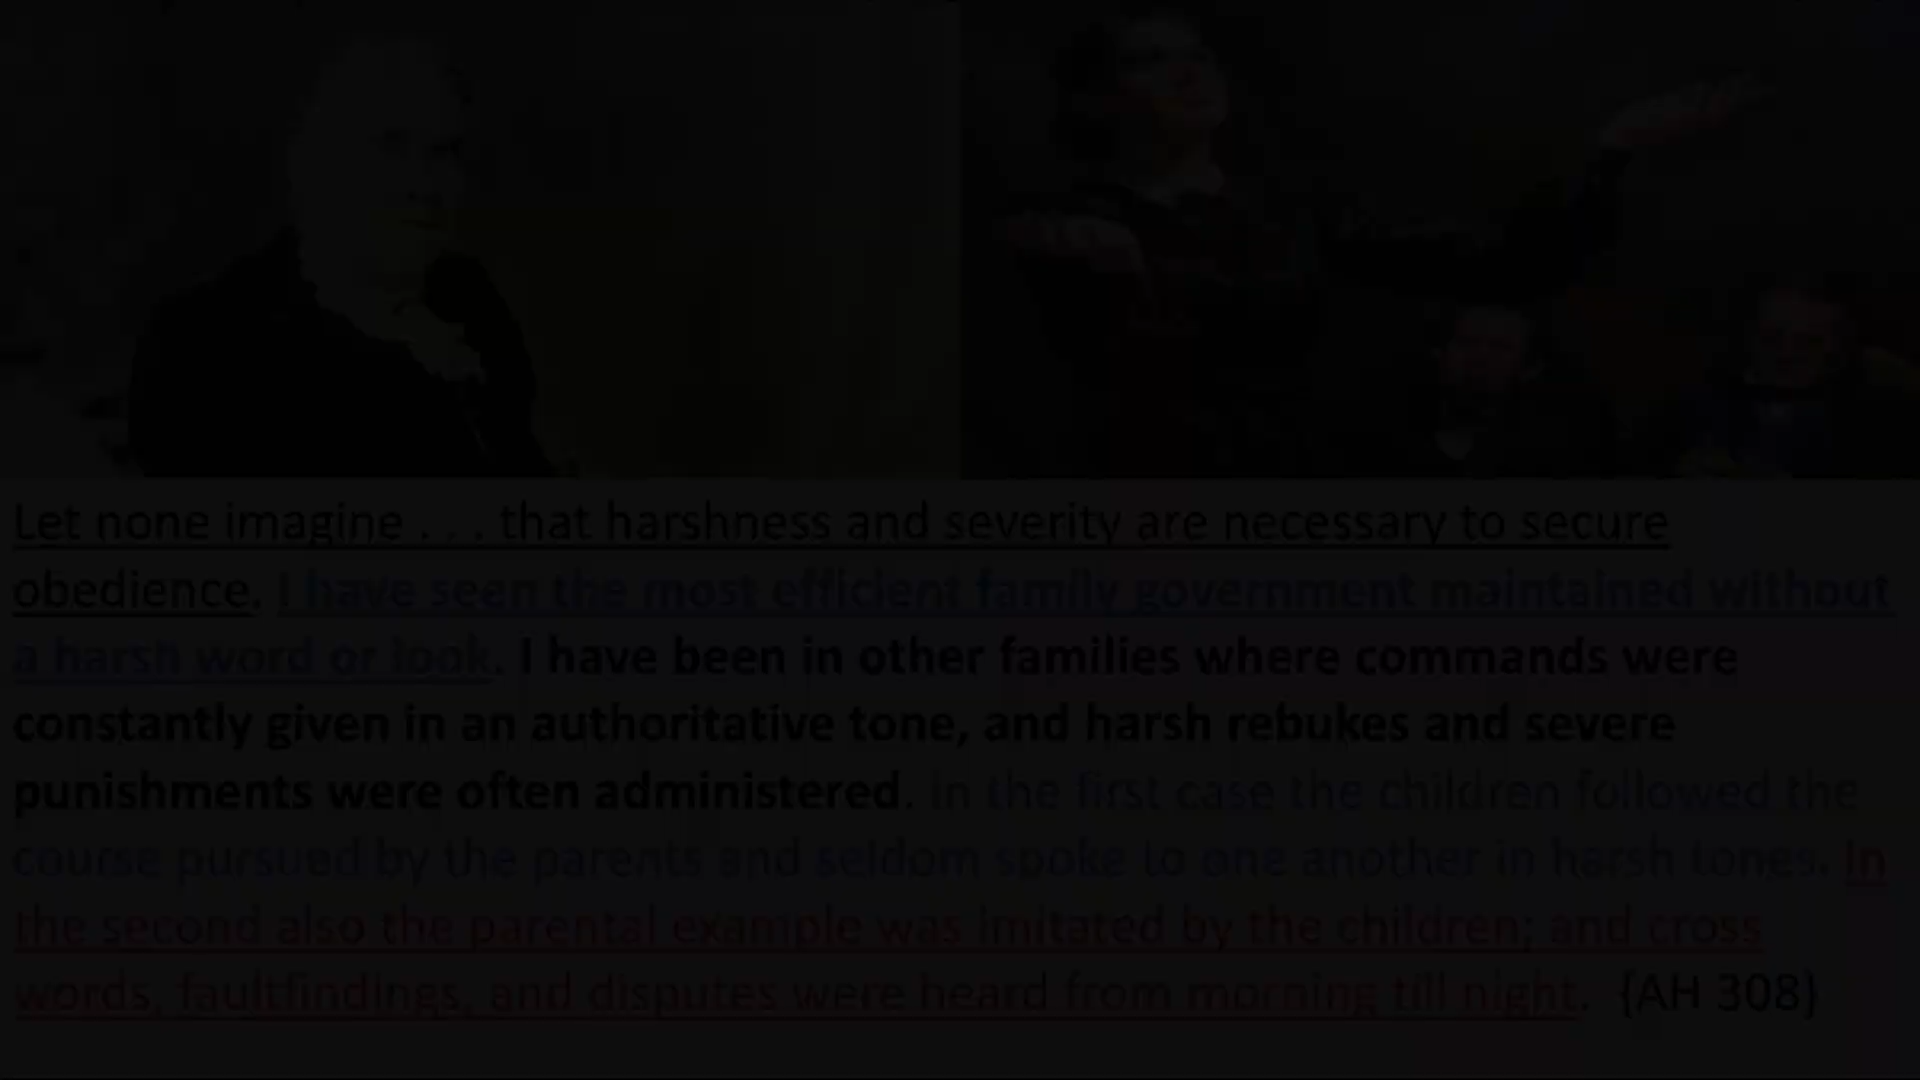 Let none imagine . . . that harshness and severity are necessary to secure
obedience. I have seen the most efficient family government maintained without
a harsh word or look. I have been in other families where commands were
constantly given in an authoritative tone, and harsh rebukes and severe
punishments were often administered. In the first case the children followed the
course pursued by the parents and seldom spoke to one another in harsh tones. In
the second also the parental example was imitated by the children; and cross
words, faultfindings, and disputes were heard from morning till night. (AH 308)